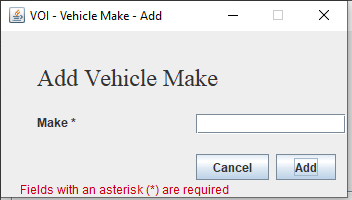 VOI - Vehicle Make - Add
Add Vehicle Make
Make *
Cancel Add
Fields with an asterisk (*) are required